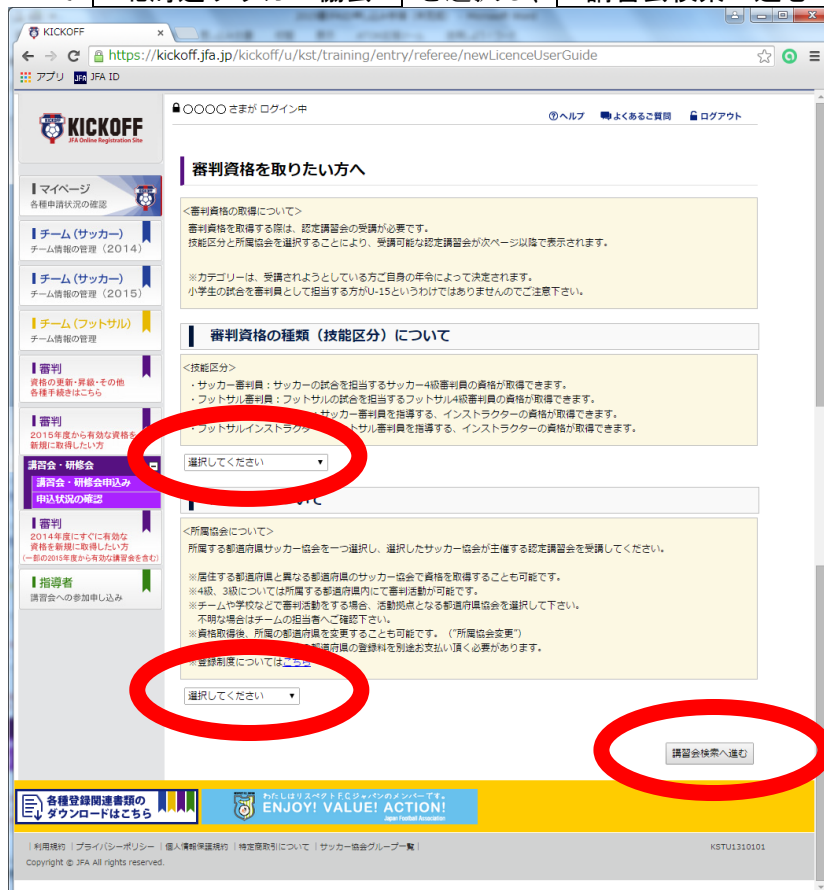 KICKOFF
https://kickoff.jfa.jp/kickoff/u/kst/training/entry/referee/newLicenceUserGuide
アプリ JFA JFA ID
KICKOFF
JFA Online Registration Site
〇〇〇〇 さまが ログイン中
ヘルプ よくあるご質問 ログアウト
審判資格を取りたい方へ
マイページ
各種申請状況の確認
チーム (サッカー)
チーム情報の管理（2014）
チーム (サッカー)
チーム情報の管理（2015）
チーム (フットサル)
チーム情報の管理
審判
資格の更新・昇級・その他
各種手続きはこちら
審判
2015年度から有効な資格を
新規に取得したい方
講習会・研修会
講習会・研修会申込み
申込状況の確認
審判
2014年度にすぐに有効な
資格を新規に取得したい方
(一部の2015年度から有効な講習会を含む)
指導者
講習会への参加申し込み
<審判資格の取得について>
審判資格を取得する際は、認定講習会の受講が必要です。
技能区分と所属協会を選択することにより、受講可能な認定講習会が次ページ以降で表示されます。
※カテゴリーは、受講されようとしている方ご自身の年令によって決定されます。
小学生の試合を審判員として担当する方がU-15というわけではありませんのでご注意下さい。
審判資格の種類（技能区分）について
<技能区分>
・サッカー審判員：サッカーの試合を担当するサッカー4級審判員の資格が取得できます。
・フットサル審判員：フットサルの試合を担当するフットサル4級審判員の資格が取得できます。
サッカー審判員を指導する、インストラクターの資格が取得できます。
・フットサルインストラク サル審判員を指導する、インストラクターの資格が取得できます。
選択してください
いて
<所属協会について>
所属する都道府県サッカー協会を一つ選択し、選択したサッカー協会が主催する認定講習会を受講してください。
※居住する都道府県と異なる都道府県のサッカー協会で資格を取得することも可能です。
※4級、3級については所属する都道府県内にて審判活動が可能です。
※チームや学校などで審判活動をする場合、活動拠点となる都道府県協会を選択して下さい。
不明な場合はチームの担当者へご確認下さい。
※資格取得後、所属の都道府県を変更することも可能です。（"所属協会変更"）
都道府県の登録料を別途お支払い頂く必要があります。
※登録制度についてはこちら
選択してください
講習会検索へ進む
各種登録関連書類の
ダウンロードはこちら
わたしはリスペクトF.C.ジャパンのメンバーです。
ENJOY! VALUE! ACTION!
Japan Football Association
| 利用規約 | プライバシーポリシー | 個人情報保護規約 | 特定商取引について | サッカー協会グループ一覧 |
KSTU1310101
Copyright © JFA All rights reserved.